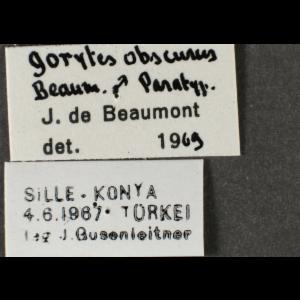 gorytes obscurus
Beaum. ♂ Paratyp.
J. de Beaumont
det. 1969
SILLE - KONYA
4.6.1967. TÜRKEI
leg J. Gusenleitner